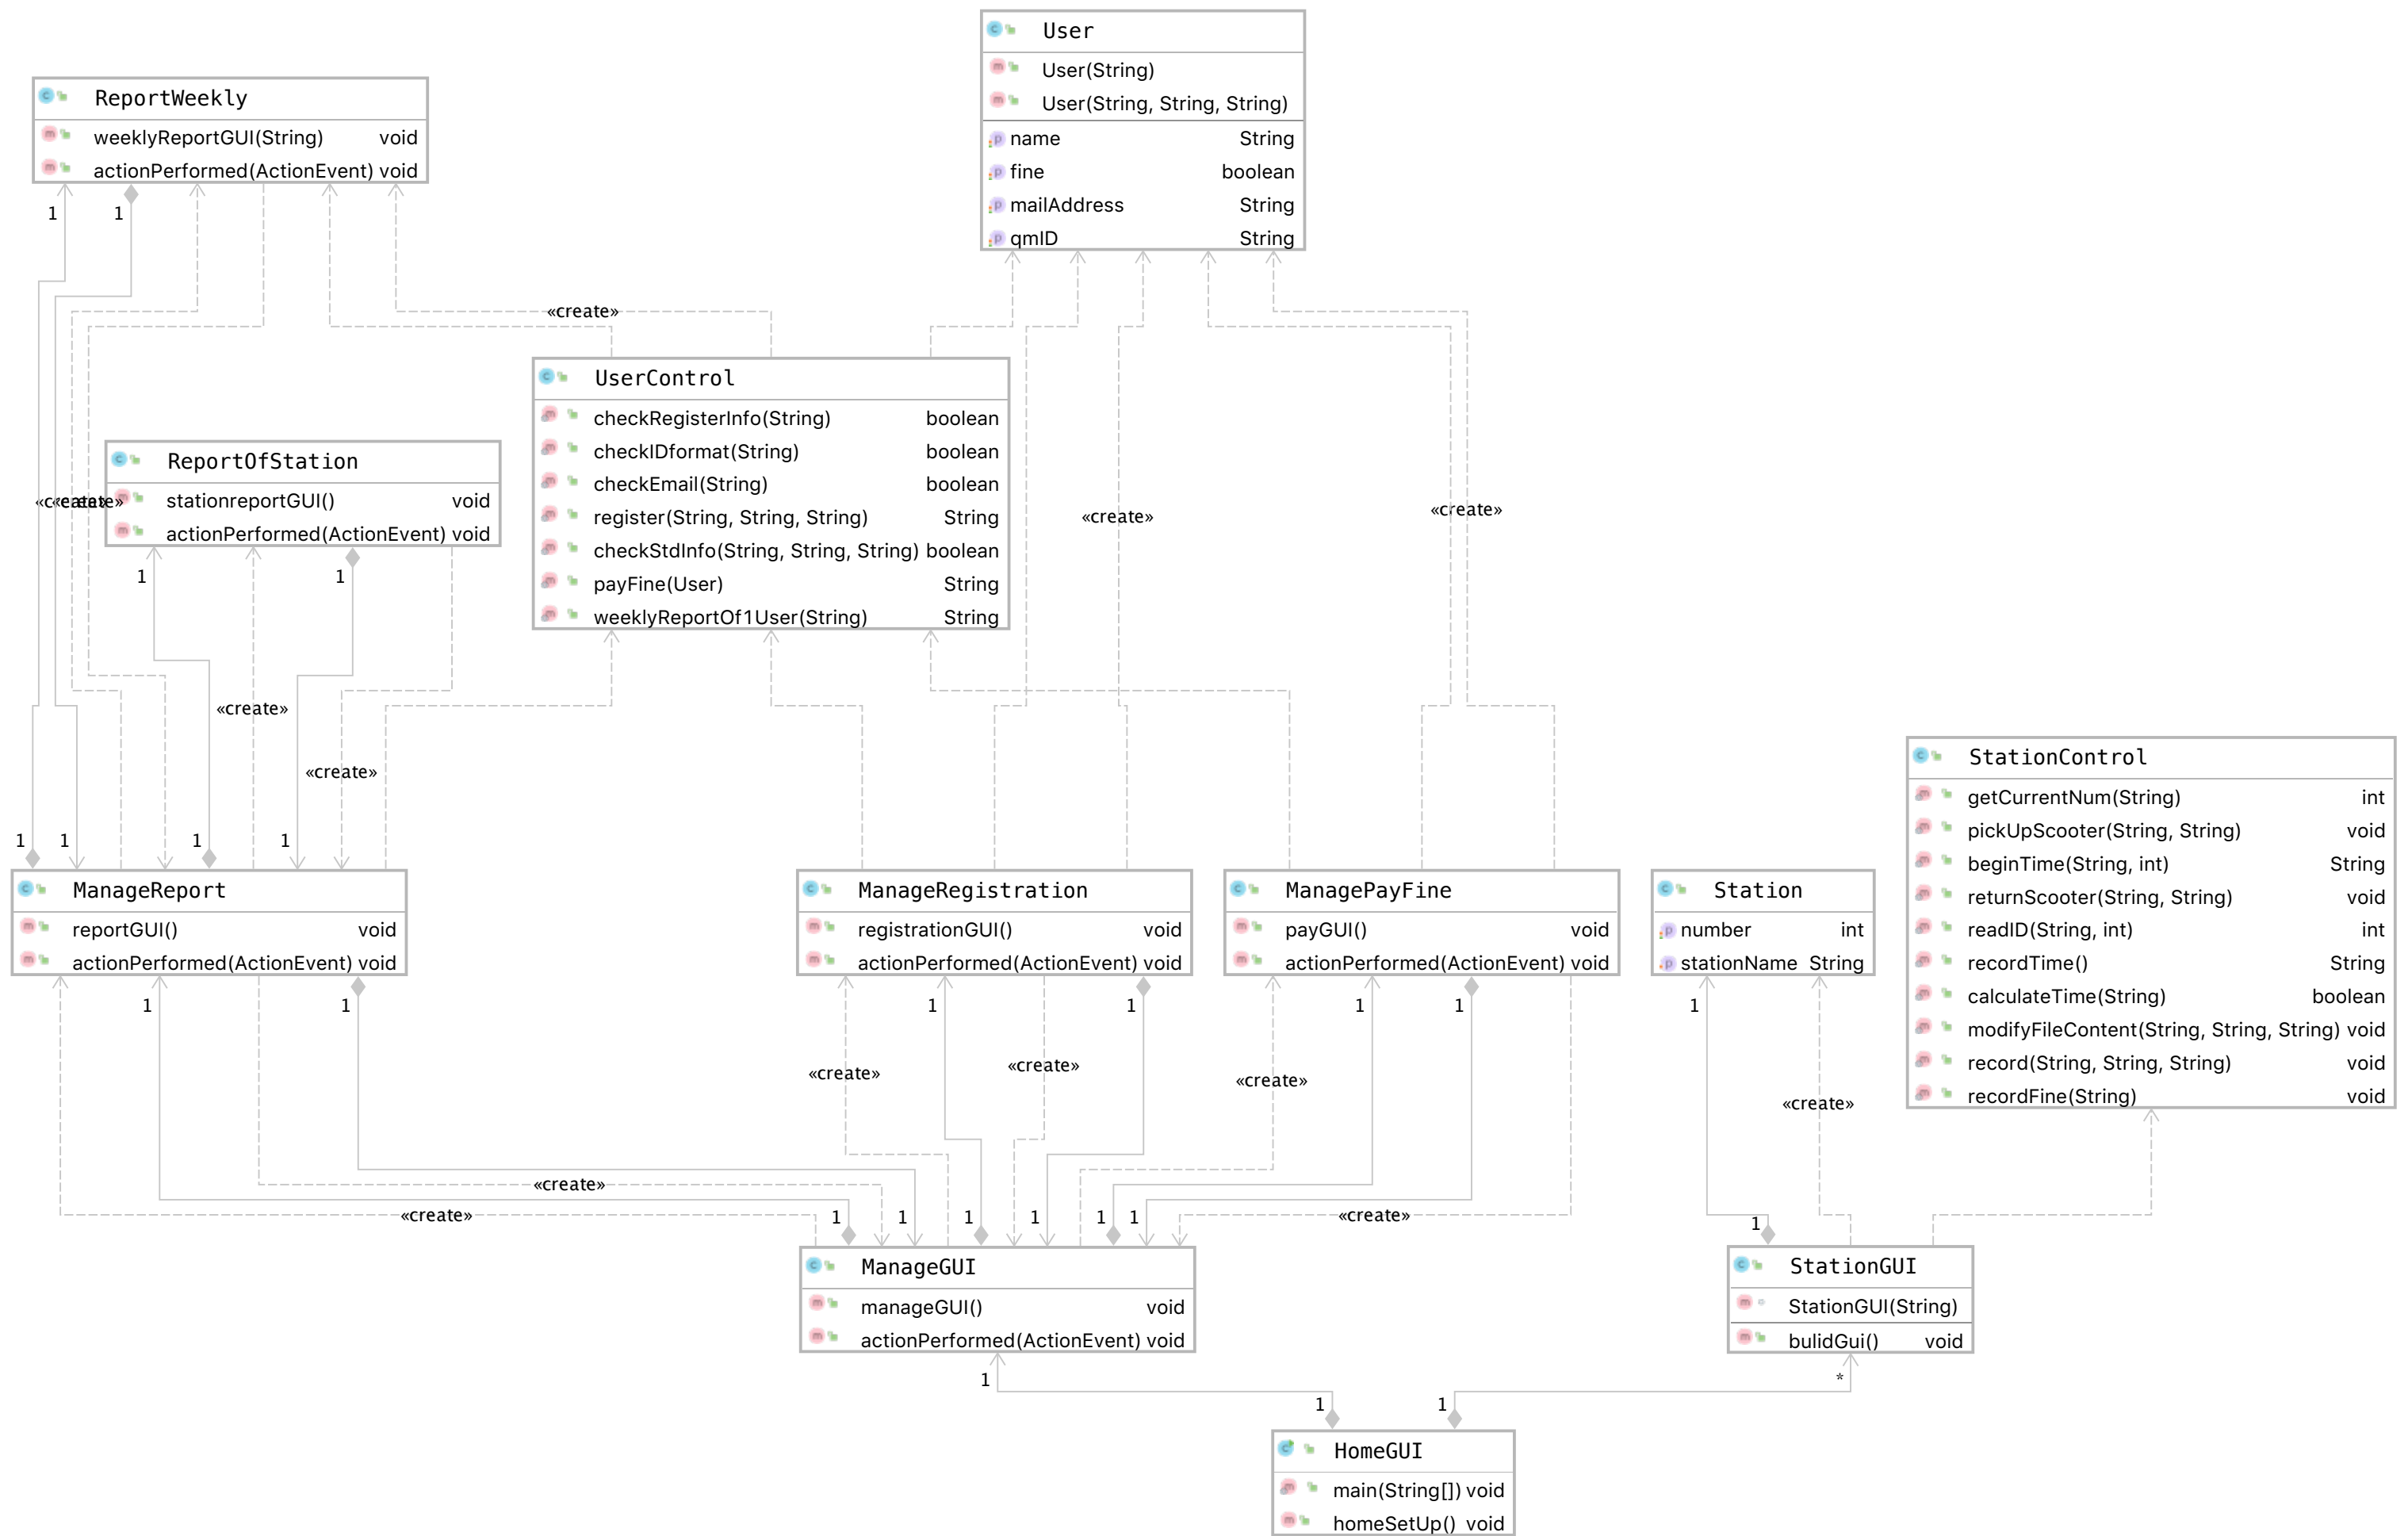 User
User(String)
User(String, String, String)
name String
fine boolean
mailAddress String
qmID String
ReportWeekly
weeklyReportGUI(String) void
actionPerformed(ActionEvent) void
1
1
«create»
UserControl
checkRegisterInfo(String) boolean
checkIDformat(String) boolean
checkEmail(String) boolean
register(String, String, String) String
checkStdInfo(String, String, String) boolean
payFine(User) String
weeklyReportOf1User(String) String
ReportOfStation
stationreportGUI() void
actionPerformed(ActionEvent) void
«create»
«create»
«create»
«create»
1
1
«create»
«create»
1
1
1
1
ManageReport
reportGUI() void
actionPerformed(ActionEvent) void
1
1
ManageRegistration
registrationGUI() void
actionPerformed(ActionEvent) void
1
1
ManagePayFine
payGUI() void
actionPerformed(ActionEvent) void
1
1
Station
number int
stationName String
1
StationControl
getCurrentNum(String) int
pickUpScooter(String, String) void
beginTime(String, int) String
returnScooter(String, String) void
readID(String, int) int
recordTime() String
calculateTime(String) boolean
modifyFileContent(String, String, String) void
record(String, String, String) void
recordFine(String) void
«create»
«create»
«create»
«create»
«create»
«create»
«create»
1
1
1
1
1
1
1
ManageGUI
manageGUI() void
actionPerformed(ActionEvent) void
StationGUI
StationGUI(String)
bulidGui() void
1
*
1
1
HomeGUI
main(String[]) void
homeSetUp() void